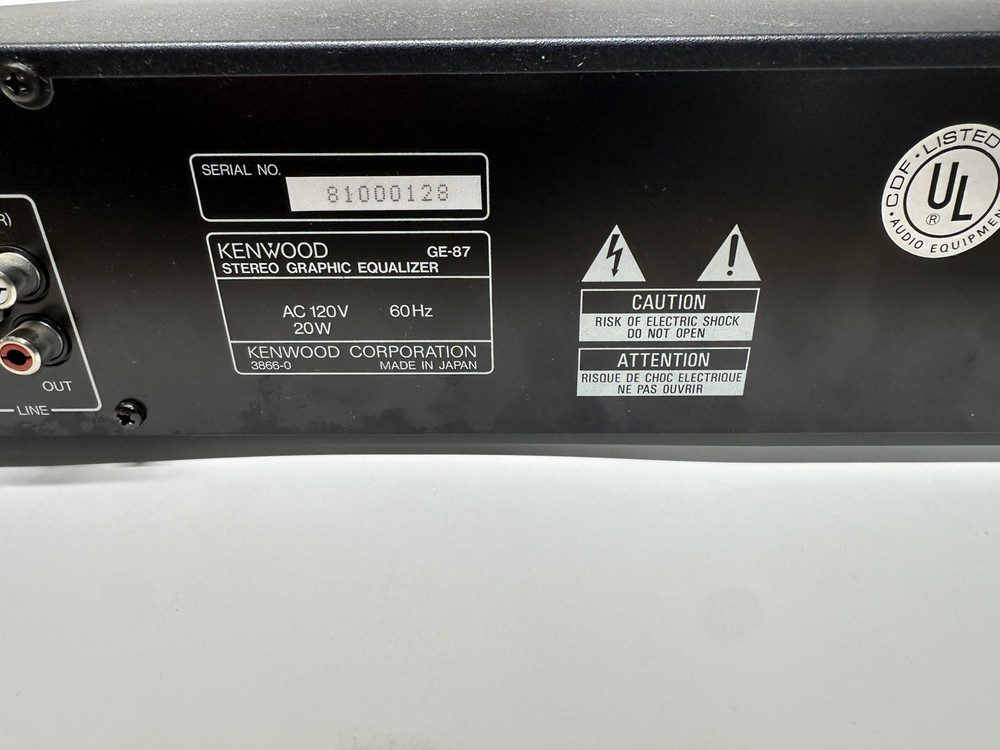 R)
OUT
LINE
SERIAL NO.
81000128
KENWOOD GE-87
STEREO GRAPHIC EQUALIZER
AC 120V 60Hz
20W
KENWOOD CORPORATION
3866-0 MADE IN JAPAN
CAUTION
RISK OF ELECTRIC SHOCK
DO NOT OPEN
ATTENTION
RISQUE DE CHOC ELECTRIQUE
NE PAS OUVRIR
CDF • LISTED
UL
®
• AUDIO EQUIPMEN